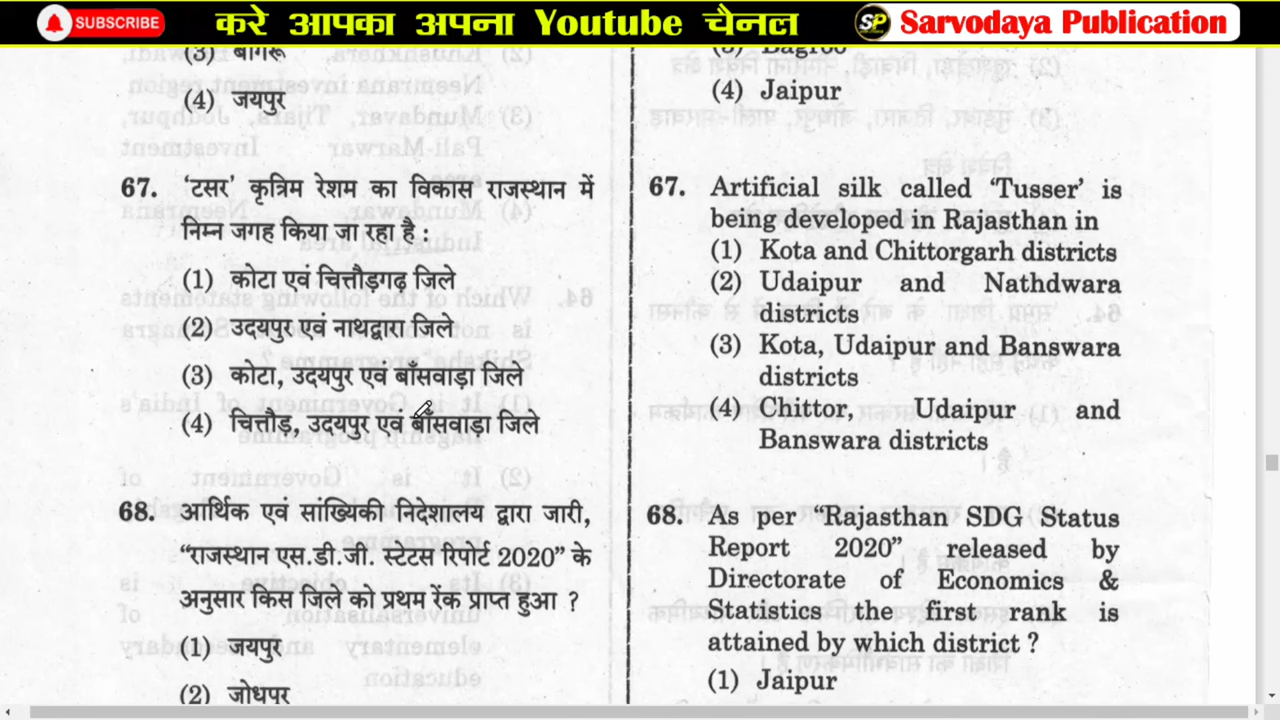 SUBSCRIBE
करे आपका अपना Youtube चैनल
SP Sarvodaya Publication
(3) बागरू
(4) जयपुर
67. ‘टसर’ कृत्रिम रेशम का विकास राजस्थान में
निम्न जगह किया जा रहा है :
(1) कोटा एवं चित्तौड़गढ़ जिले
(2) उदयपुर एवं नाथद्वारा जिले
(3) कोटा, उदयपुर एवं बाँसवाड़ा जिले
(4) चित्तौड़, उदयपुर एवं बाँसवाड़ा जिले
68. आर्थिक एवं सांख्यिकी निदेशालय द्वारा जारी,
“राजस्थान एस.डी.जी. स्टेटस रिपोर्ट 2020” के
अनुसार किस जिले को प्रथम रेंक प्राप्त हुआ ?
(1) जयपुर
(2) जोधपुर
(3) Bagroo
(4) Jaipur
67. Artificial silk called ‘Tusser’ is
being developed in Rajasthan in
(1) Kota and Chittorgarh districts
(2) Udaipur and Nathdwara
districts
(3) Kota, Udaipur and Banswara
districts
(4) Chittor, Udaipur and
Banswara districts
68. As per “Rajasthan SDG Status
Report 2020” released by
Directorate of Economics &
Statistics the first rank is
attained by which district ?
(1) Jaipur